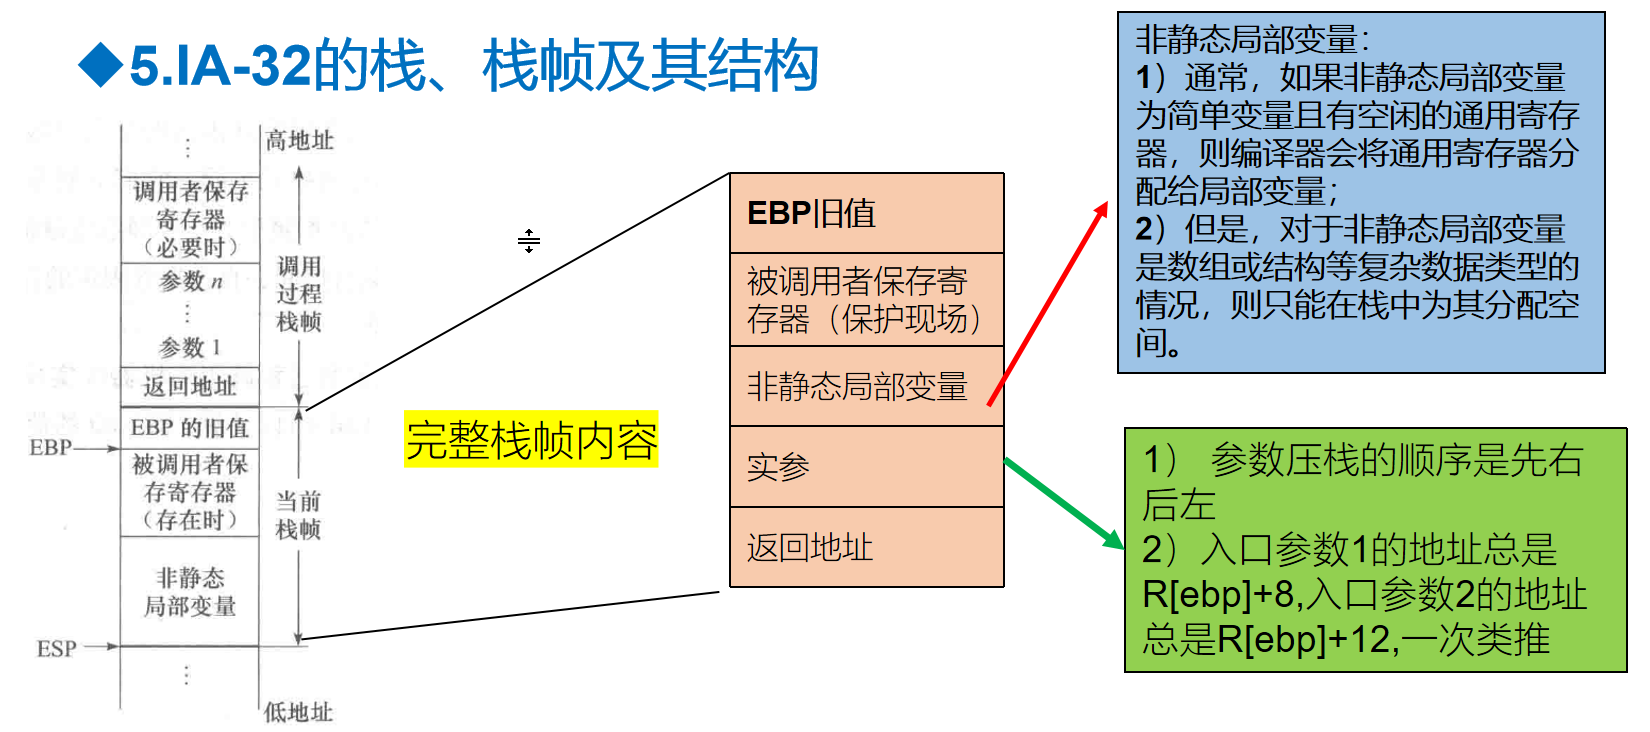 ◆5.IA-32的栈、栈帧及其结构
⋮
调用者保存
寄存器
（必要时）
参数 n
⋮
参数 1
返回地址
EBP 的旧值
被调用者保
存寄存器
（存在时）
非静态
局部变量
⋮
高地址
调用
过程
栈帧
当前
栈帧
低地址
EBP
ESP
完整栈帧内容
EBP旧值
被调用者保存寄
存器（保护现场）
非静态局部变量
实参
返回地址
非静态局部变量：
1）通常，如果非静态局部变量
为简单变量且有空闲的通用寄存
器，则编译器会将通用寄存器分
配给局部变量；
2）但是，对于非静态局部变量
是数组或结构等复杂数据类型的
情况，则只能在栈中为其分配空
间。
1） 参数压栈的顺序是先右
后左
2）入口参数1的地址总是
R[ebp]+8,入口参数2的地址
总是R[ebp]+12,一次类推